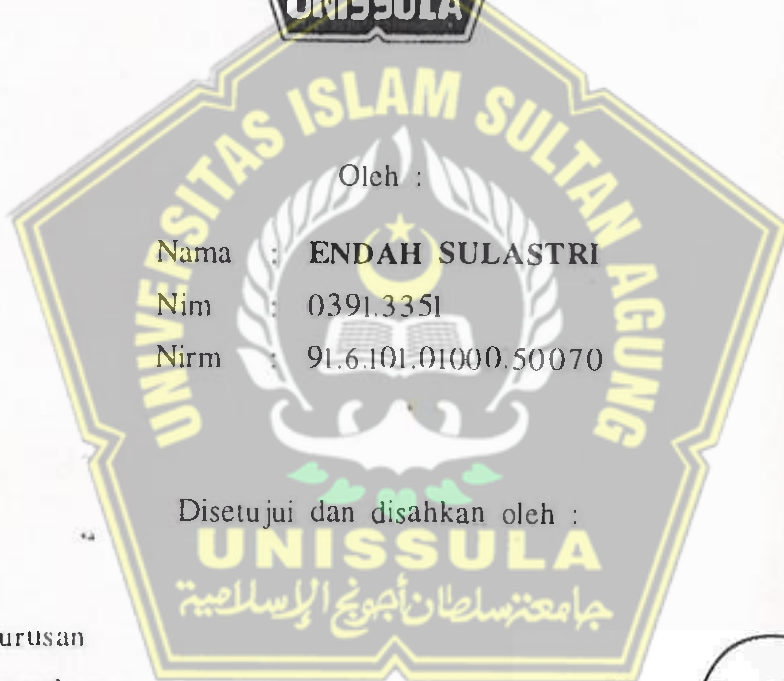 UNISSULA
UNIVERSITAS ISLAM SULTAN AGUNG
Oleh :
Nama : ENDAH SULASTRI
Nim : 0391.3351
Nirm : 91.6.101.01000.50070
Disetujui dan disahkan oleh :
UNISSULA
جامعة سلطان أجونج الإسلامية
urusan